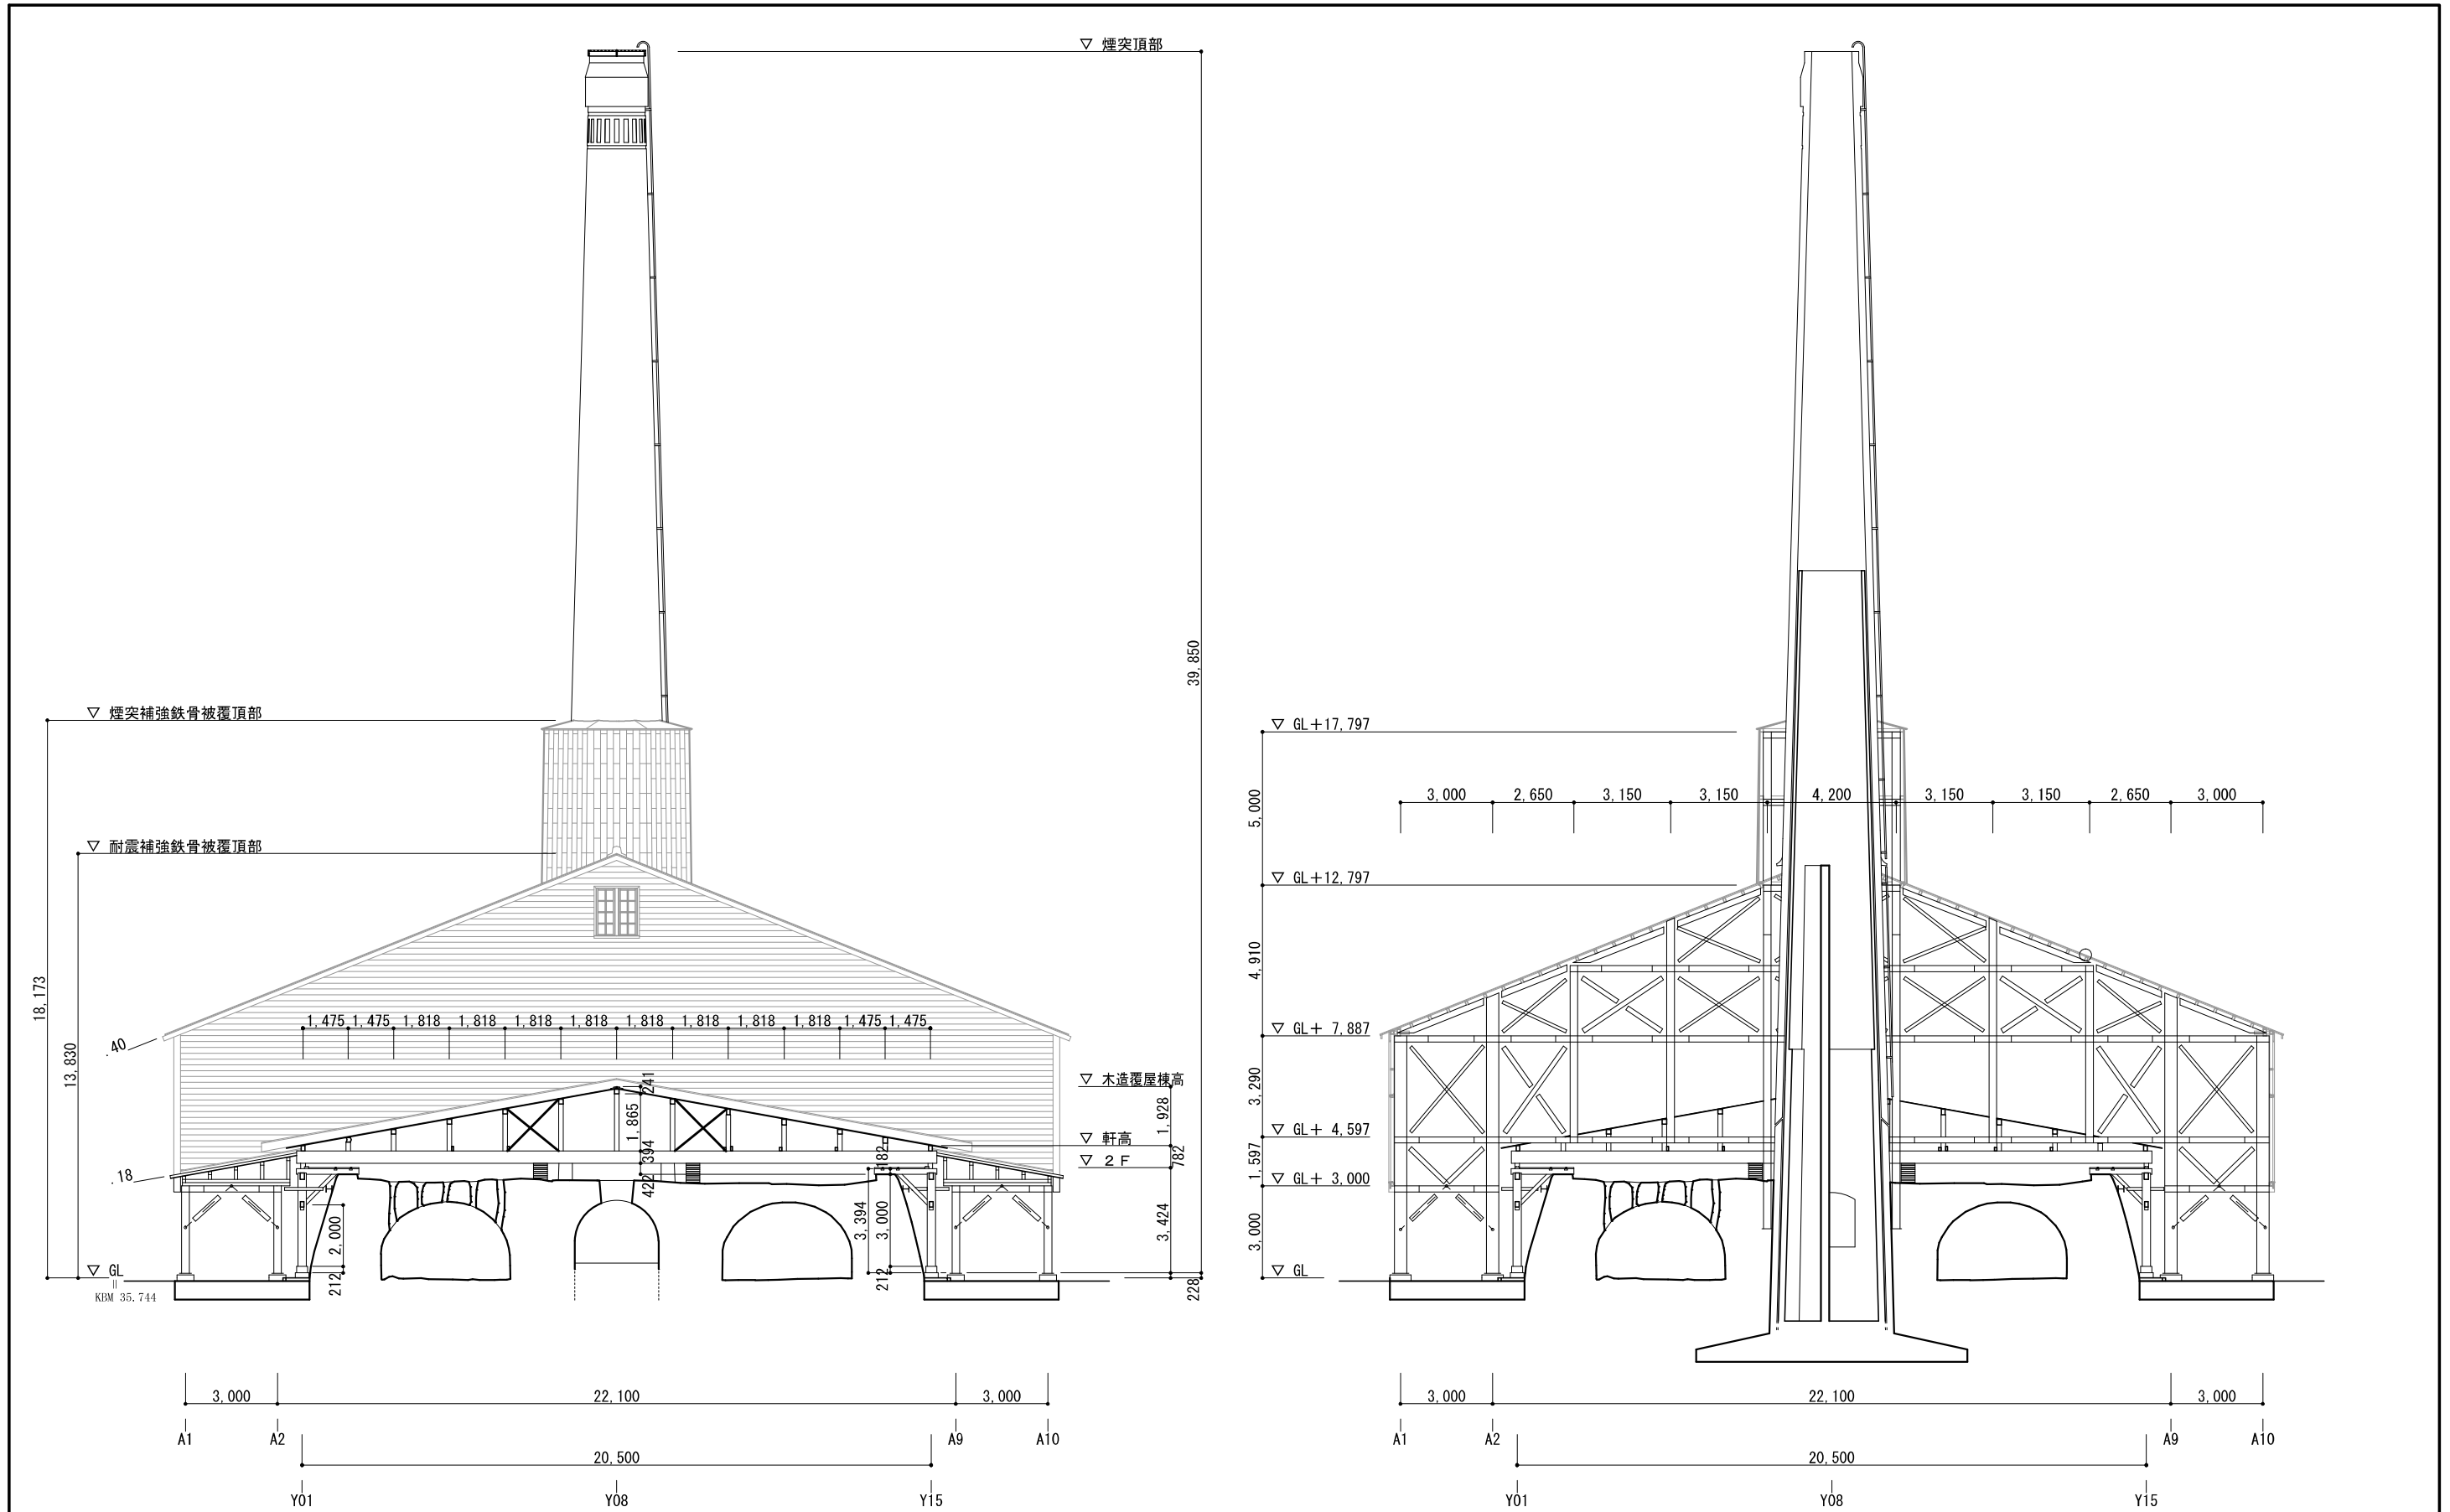 ▽ 煙突頂部
39,850
▽ 煙突補強鉄骨被覆頂部
▽ 耐震補強鉄骨被覆頂部
18,173
13,830
.40
.18
1,475 1,475 1,818 1,818 1,818 1,818 1,818 1,818 1,818 1,818 1,475 1,475
241
1,865
394
422
182
▽ 木造覆屋棟高
1,928
▽ 軒高
782
▽ 2F
2,000
212
3,394
3,000
212
3,424
228
▽ GL
KBM 35.744
3,000 22,100 3,000
A1 A2 A9 A10
20,500
Y01 Y08 Y15
▽ GL+17,797
3,000 2,650 3,150 3,150 4,200 3,150 3,150 2,650 3,000
5,000
▽ GL+12,797
4,910
▽ GL+ 7,887
3,290
▽ GL+ 4,597
1,597
▽ GL+ 3,000
3,000
▽ GL
3,000 22,100 3,000
A1 A2 A9 A10
20,500
Y01 Y08 Y15